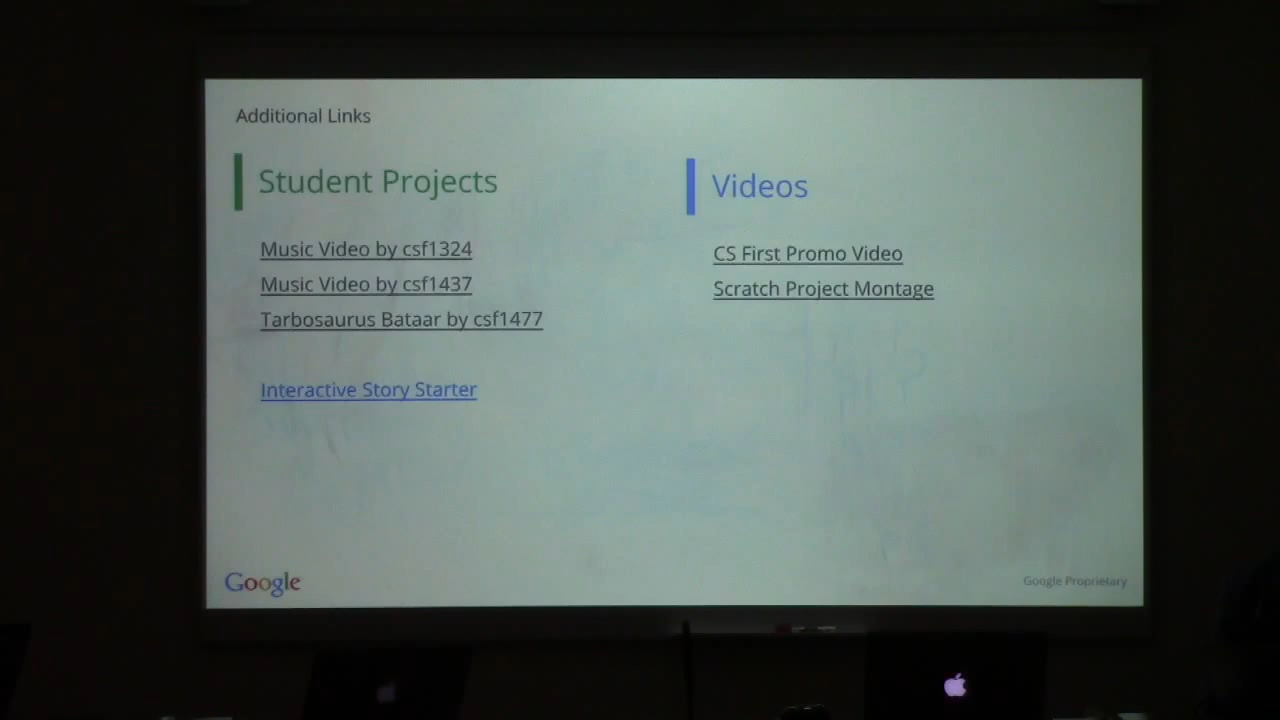 Additional Links
Student Projects
Music Video by csf1324
Music Video by csf1437
Tarbosaurus Bataar by csf1477
Interactive Story Starter
Videos
CS First Promo Video
Scratch Project Montage
Google
Google Proprietary